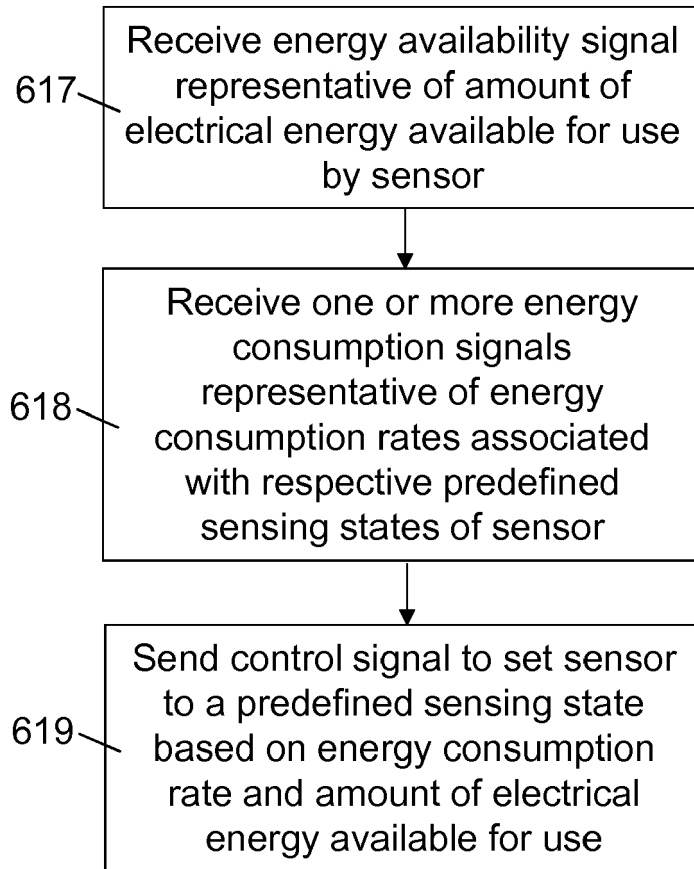 617
Receive energy availability signal
representative of amount of
electrical energy available for use
by sensor
618
Receive one or more energy
consumption signals
representative of energy
consumption rates associated
with respective predefined
sensing states of sensor
619
Send control signal to set sensor
to a predefined sensing state
based on energy consumption
rate and amount of electrical
energy available for use